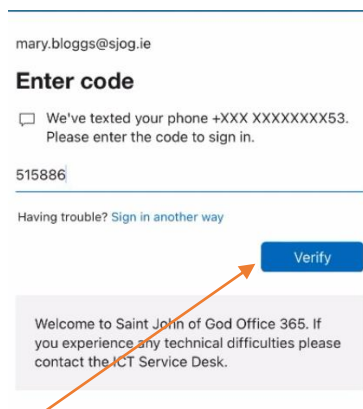 mary.bloggs@sjog.ie
Enter code
We've texted your phone +XXX XXXXXXXX53.
Please enter the code to sign in.
515886
Having trouble? Sign in another way
Verify
Welcome to Saint John of God Office 365. If
you experience any technical difficulties please
contact the ICT Service Desk.